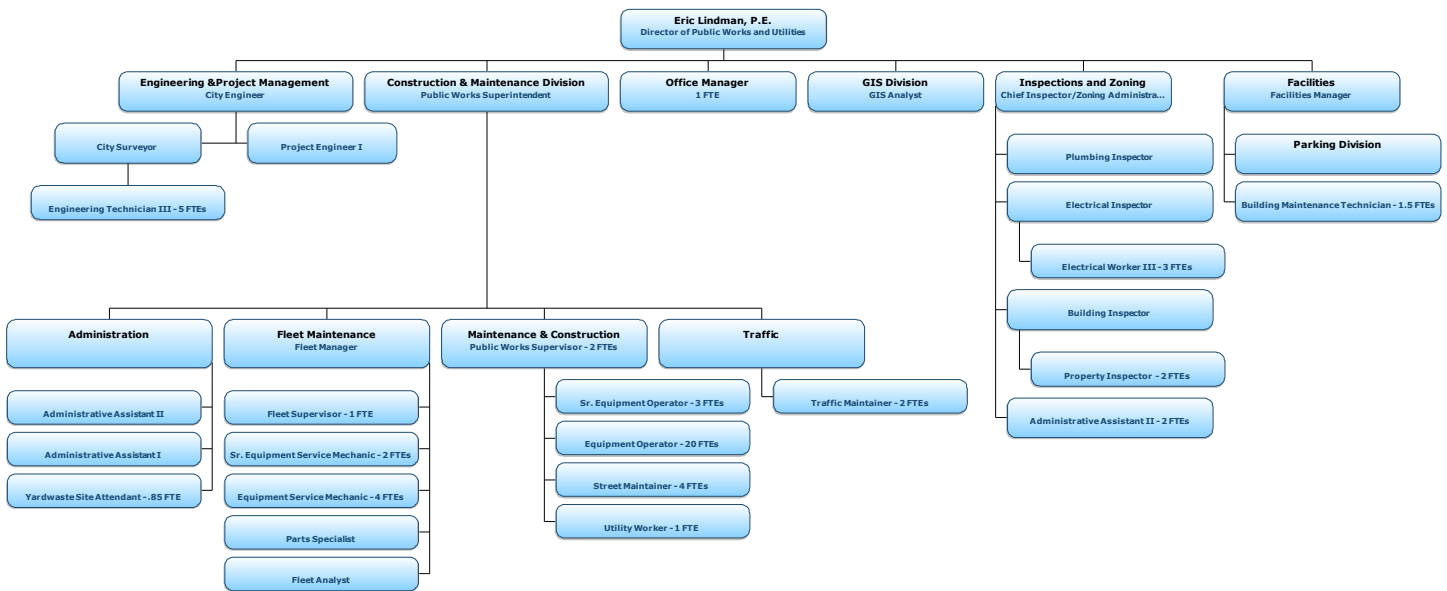 Eric Lindman, P.E.
Director of Public Works and Utilities
Engineering &Project Management
City Engineer
Construction & Maintenance Division
Public Works Superintendent
Office Manager
1 FTE
GIS Division
GIS Analyst
Inspections and Zoning
Chief Inspector/Zoning Administra...
Facilities
Facilities Manager
City Surveyor
Project Engineer I
Engineering Technician III - 5 FTEs
Plumbing Inspector
Electrical Inspector
Electrical Worker III - 3 FTEs
Building Inspector
Property Inspector - 2 FTEs
Administrative Assistant II - 2 FTEs
Parking Division
Building Maintenance Technician - 1.5 FTEs
Administration
Administrative Assistant II
Administrative Assistant I
Yardwaste Site Attendant - .85 FTE
Fleet Maintenance
Fleet Manager
Fleet Supervisor - 1 FTE
Sr. Equipment Service Mechanic - 2 FTEs
Equipment Service Mechanic - 4 FTEs
Parts Specialist
Fleet Analyst
Maintenance & Construction
Public Works Supervisor - 2 FTEs
Sr. Equipment Operator - 3 FTEs
Equipment Operator - 20 FTEs
Street Maintainer - 4 FTEs
Utility Worker - 1 FTE
Traffic
Traffic Maintainer - 2 FTEs